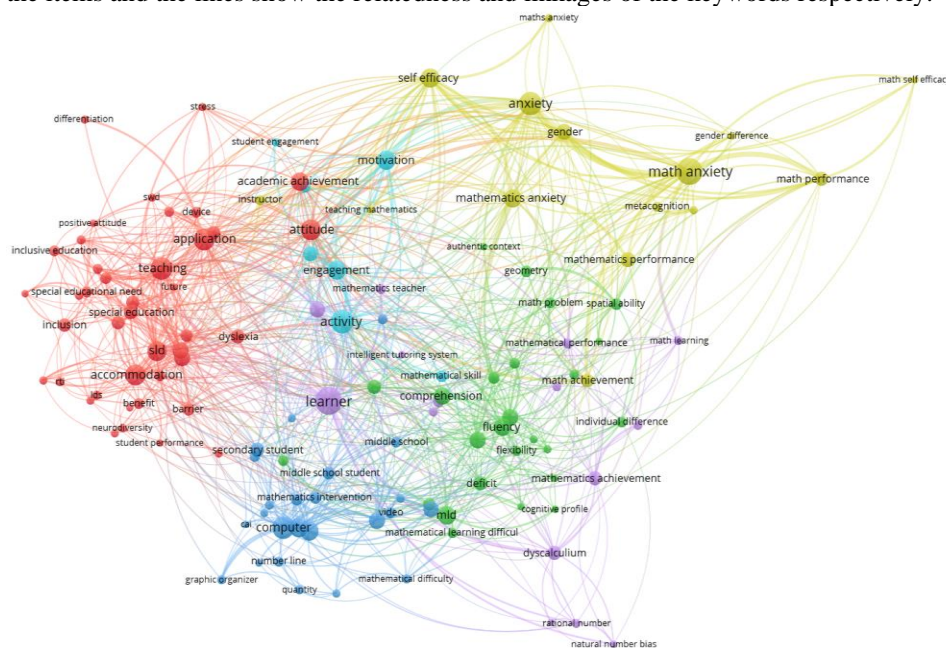 the items and the lines show the relatedness and linkages of the keywords respectively.
maths anxiety
self efficacy
math self efficac
anxiety
stress
differentiation
gender
gender difference
student engagement
motivation
math anxiety
math performance
academic achievement
swd
instructor
mathematics anxiety
metacognition
device
teaching mathematics
positive attitude
attitude
application
authentic context
inclusive education
mathematics performance
teaching
engagement
geometry
future
mathematics teacher
special educational need
math problem
spatial ability
special education
inclusion
activity
dyslexia
math learning
mathematical performance
sld
intelligent tutoring system
accommodation
mathematical skill
math achievement
rti
lds
comprehension
benefit
learner
barrier
individual difference
neurodiversity
fluency
student performance
middle school
secondary student
flexibility
middle school student
mathematics achievement
deficit
mathematics intervention
cognitive profile
video
mld
cai
computer
mathematical learning difficul
dyscalculium
number line
graphic organizer
mathematical difficulty
quantity
rational number
natural number bias